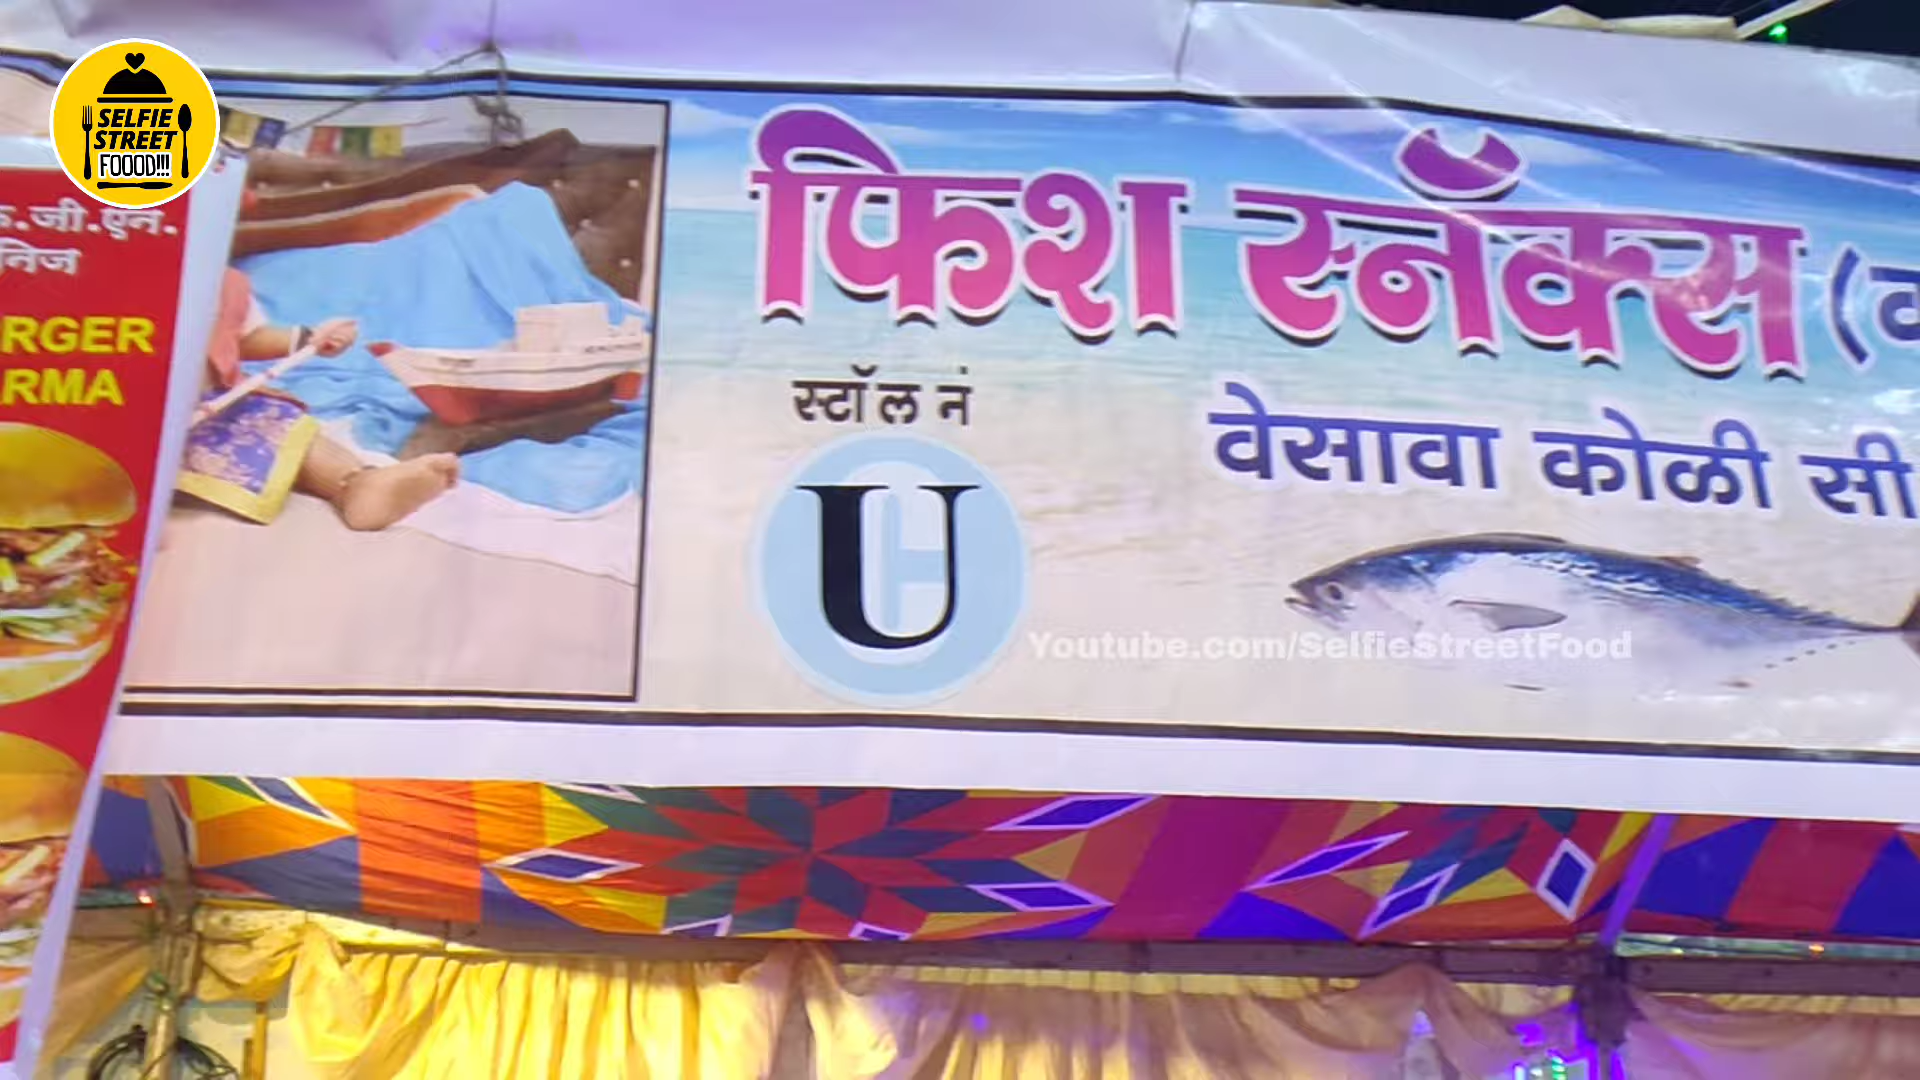 SELFIE
STREET
FOOOD!!!
जी.एन.
RGER
RMA
फिश स्नॅक्स
स्टॉल नं
U
वेसावा कोळी सी
Youtube.com/SelfieStreetFood